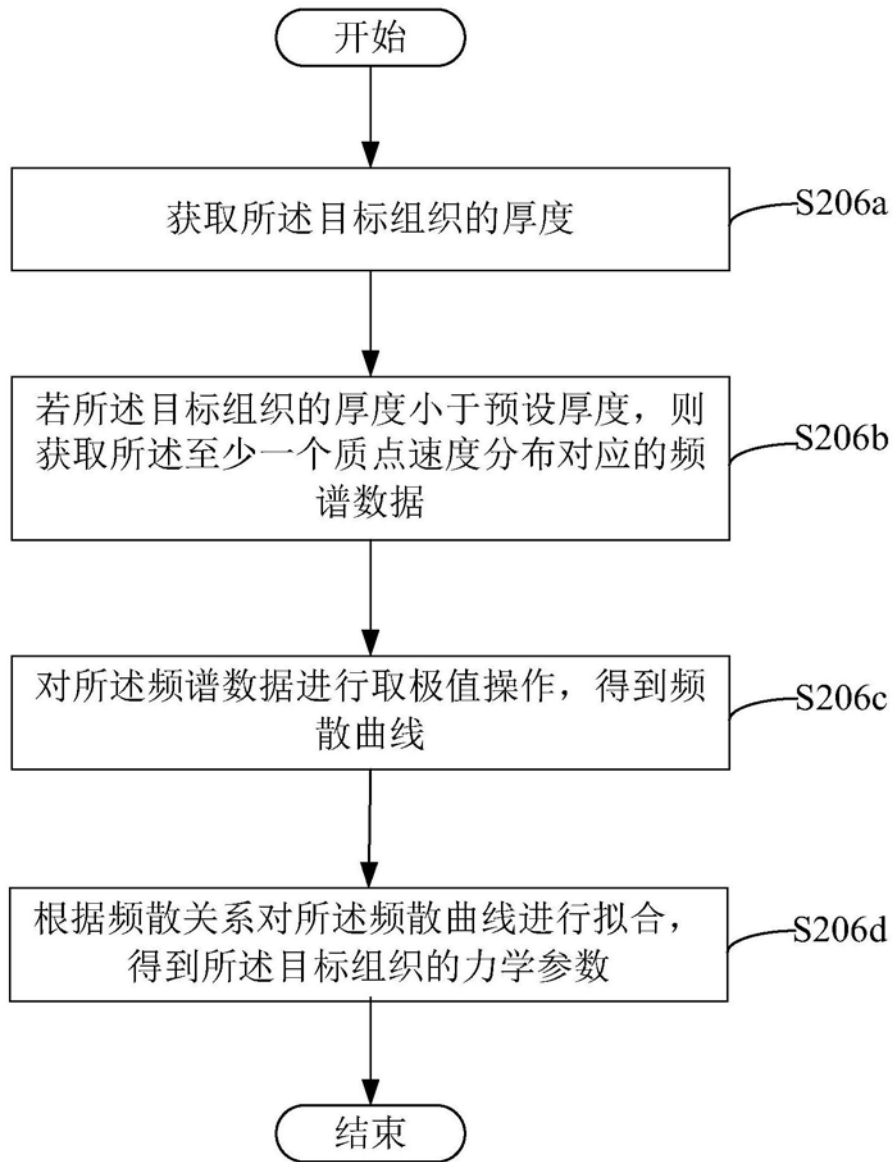 开始
获取所述目标组织的厚度
S206a
若所述目标组织的厚度小于预设厚度，则
获取所述至少一个质点速度分布对应的频
谱数据
S206b
对所述频谱数据进行取极值操作，得到频
散曲线
S206c
根据频散关系对所述频散曲线进行拟合，
得到所述目标组织的力学参数
S206d
结束